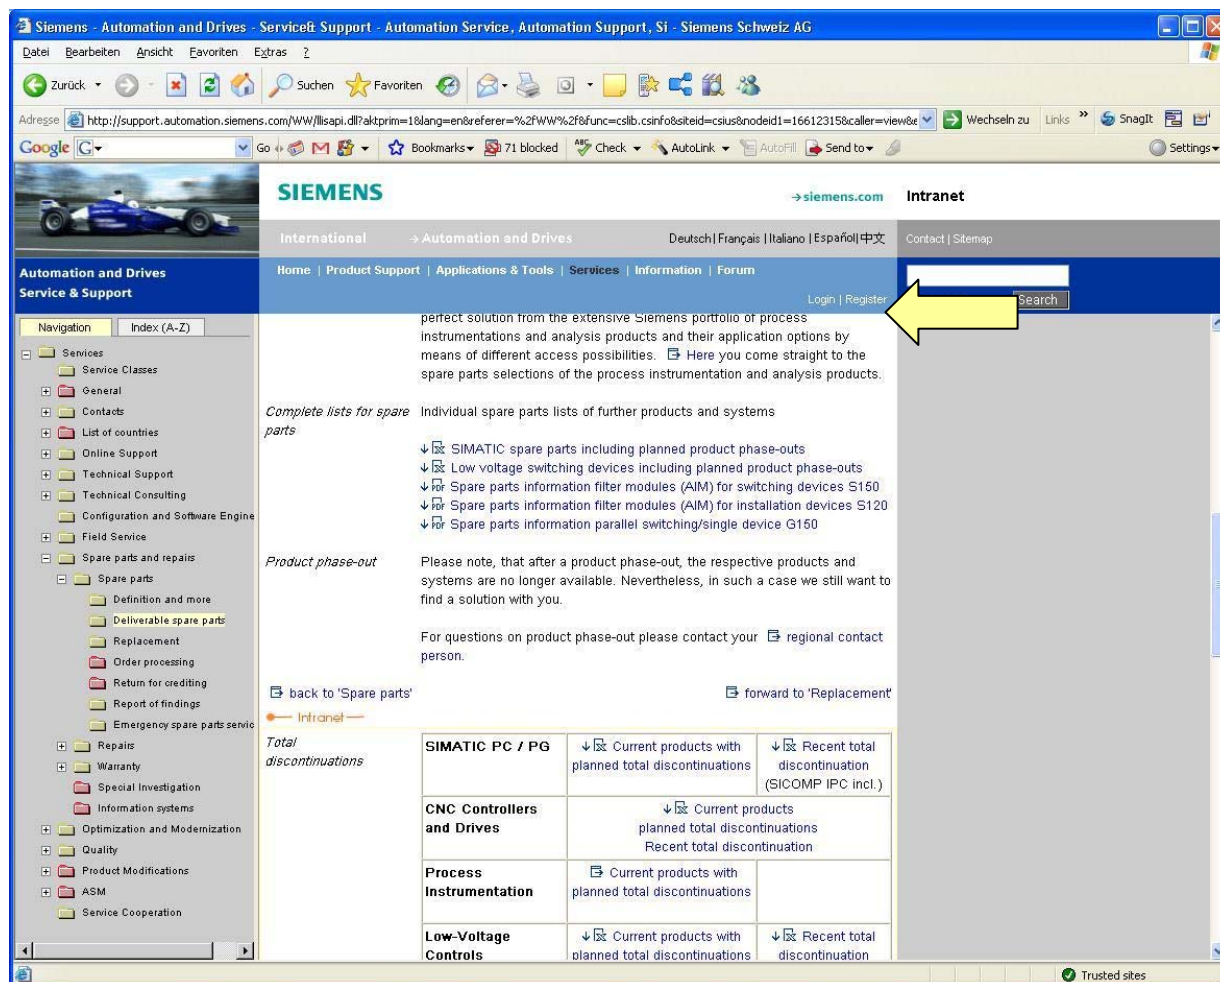 Siemens - Automation and Drives - Service& Support - Automation Service, Automation Support, Si - Siemens Schweiz AG
Datei Bearbeiten Ansicht Favoriten Extras ?
Zurück Suchen Favoriten
Adresse http://support.automation.siemens.com/WW/llisapi.dll?aktprim=1&lang=en&referer=%2fWW%2f&func=cslib.csinfo&siteid=csius&nodeid1=16612315&caller=view& Wechseln zu Links » SnagIt
Google G Go Bookmarks 71 blocked Check AutoLink AutoFill Send to Settings
SIEMENS
→siemens.com Intranet
International → Automation and Drives Deutsch| Français | Italiano | Español| 中文 Contact | Sitemap
Automation and Drives
Service & Support
Home | Product Support | Applications & Tools | Services | Information | Forum
Login | Register
Search
Navigation Index (A-Z)
Services
Service Classes
General
Contacts
List of countries
Online Support
Technical Support
Technical Consulting
Configuration and Software Engine
Field Service
Spare parts and repairs
Spare parts
Definition and more
Deliverable spare parts
Replacement
Order processing
Return for crediting
Report of findings
Emergency spare parts servic
Repairs
Warranty
Special Investigation
Information systems
Optimization and Modernization
Quality
Product Modifications
ASM
Service Cooperation
perfect solution from the extensive Siemens portfolio of process
instrumentations and analysis products and their application options by
means of different access possibilities. Here you come straight to the
spare parts selections of the process instrumentation and analysis products.
Complete lists for spare parts
Individual spare parts lists of further products and systems
SIMATIC spare parts including planned product phase-outs
Low voltage switching devices including planned product phase-outs
Spare parts information filter modules (AIM) for switching devices S150
Spare parts information filter modules (AIM) for installation devices S120
Spare parts information parallel switching/single device G150
Product phase-out
Please note, that after a product phase-out, the respective products and
systems are no longer available. Nevertheless, in such a case we still want to
find a solution with you.
For questions on product phase-out please contact your regional contact
person.
back to 'Spare parts' forward to 'Replacement'
Intranet
Total
discontinuations
SIMATIC PC / PG
Current products with
planned total discontinuations
Recent total
discontinuation
(SICOMP IPC incl.)
CNC Controllers
and Drives
Current products
planned total discontinuations
Recent total discontinuation
Process
Instrumentation
Current products with
planned total discontinuations
Low-Voltage
Controls
Current products with
planned total discontinuations
Recent total
discontinuation
Trusted sites